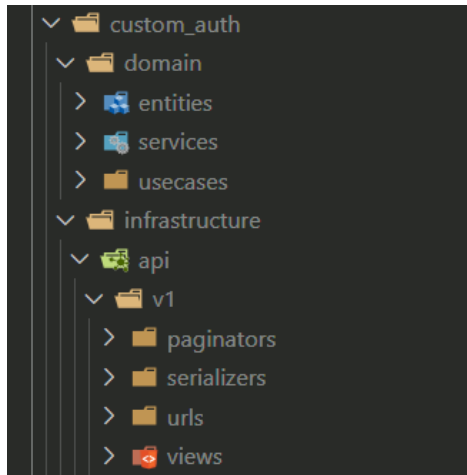 custom_auth
domain
entities
services
usecases
infrastructure
api
v1
paginators
serializers
urls
views